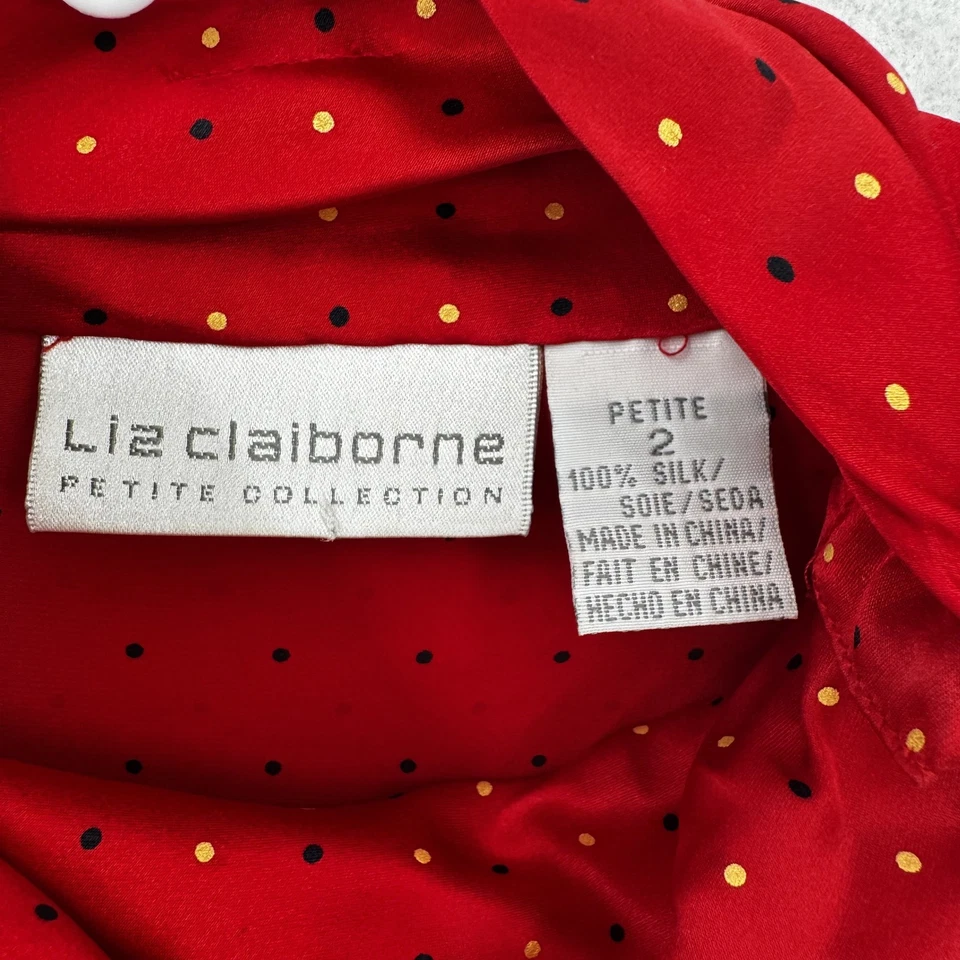 Liz claiborne
PETITE COLLECTION
PETITE
2
100% SILK/
SOIE/SEDA
MADE IN CHINA/
FAIT EN CHINE/
HECHO EN CHINA